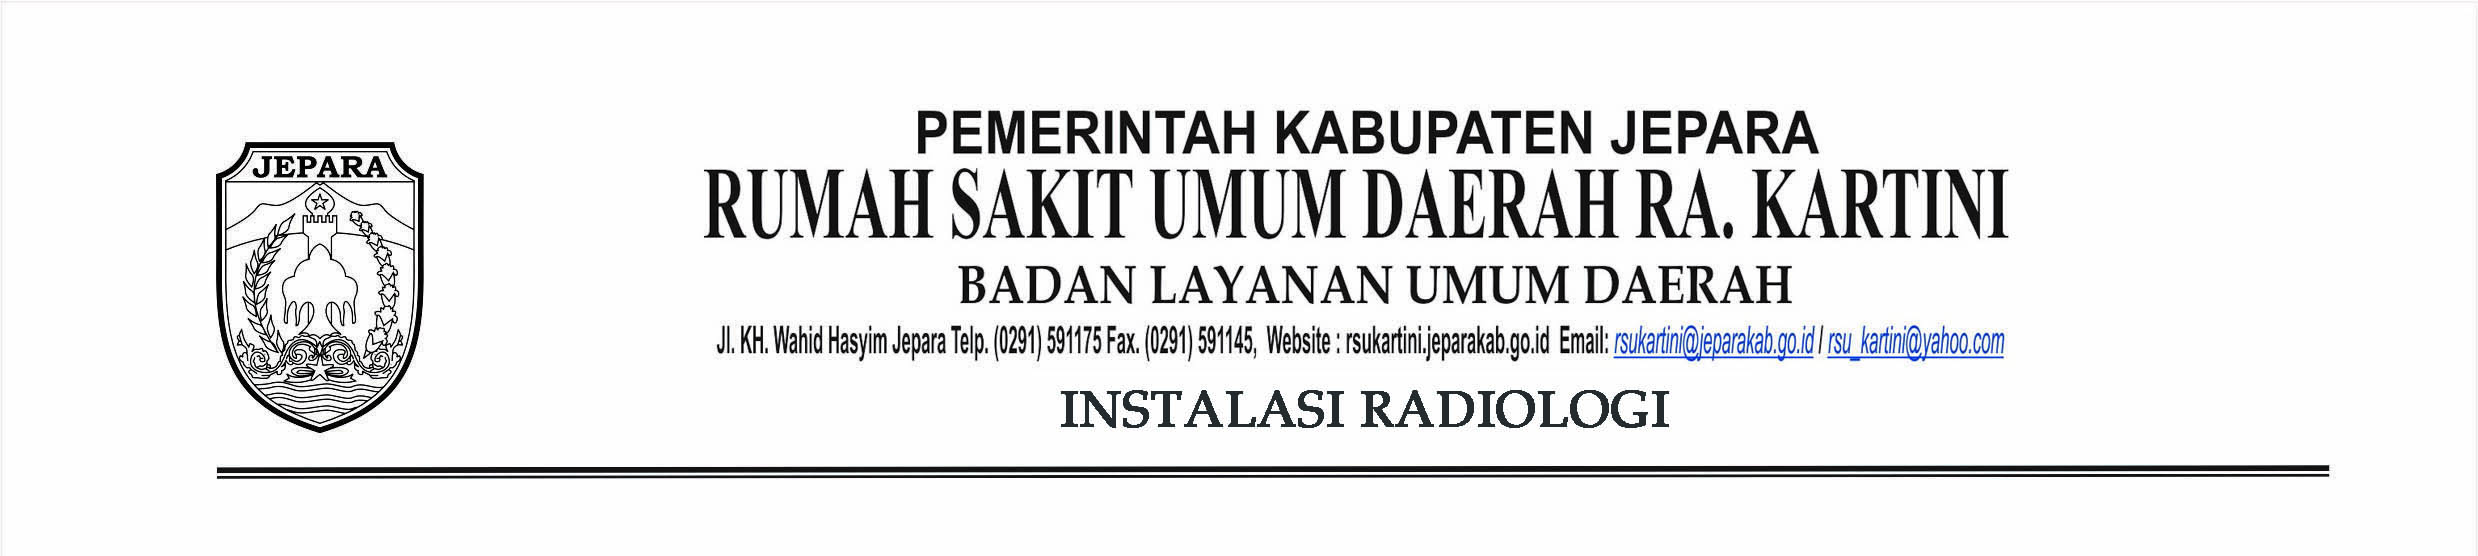 JEPARA
PEMERINTAH KABUPATEN JEPARA
RUMAH SAKIT UMUM DAERAH RA. KARTINI
BADAN LAYANAN UMUM DAERAH
Jl. KH. Wahid Hasyim Jepara Telp. (0291) 591175 Fax. (0291) 591145, Website : rsukartini.jeparakab.go.id Email: rsukartini@jeparakab.go.id / rsu_kartini@yahoo.com
INSTALASI RADIOLOGI